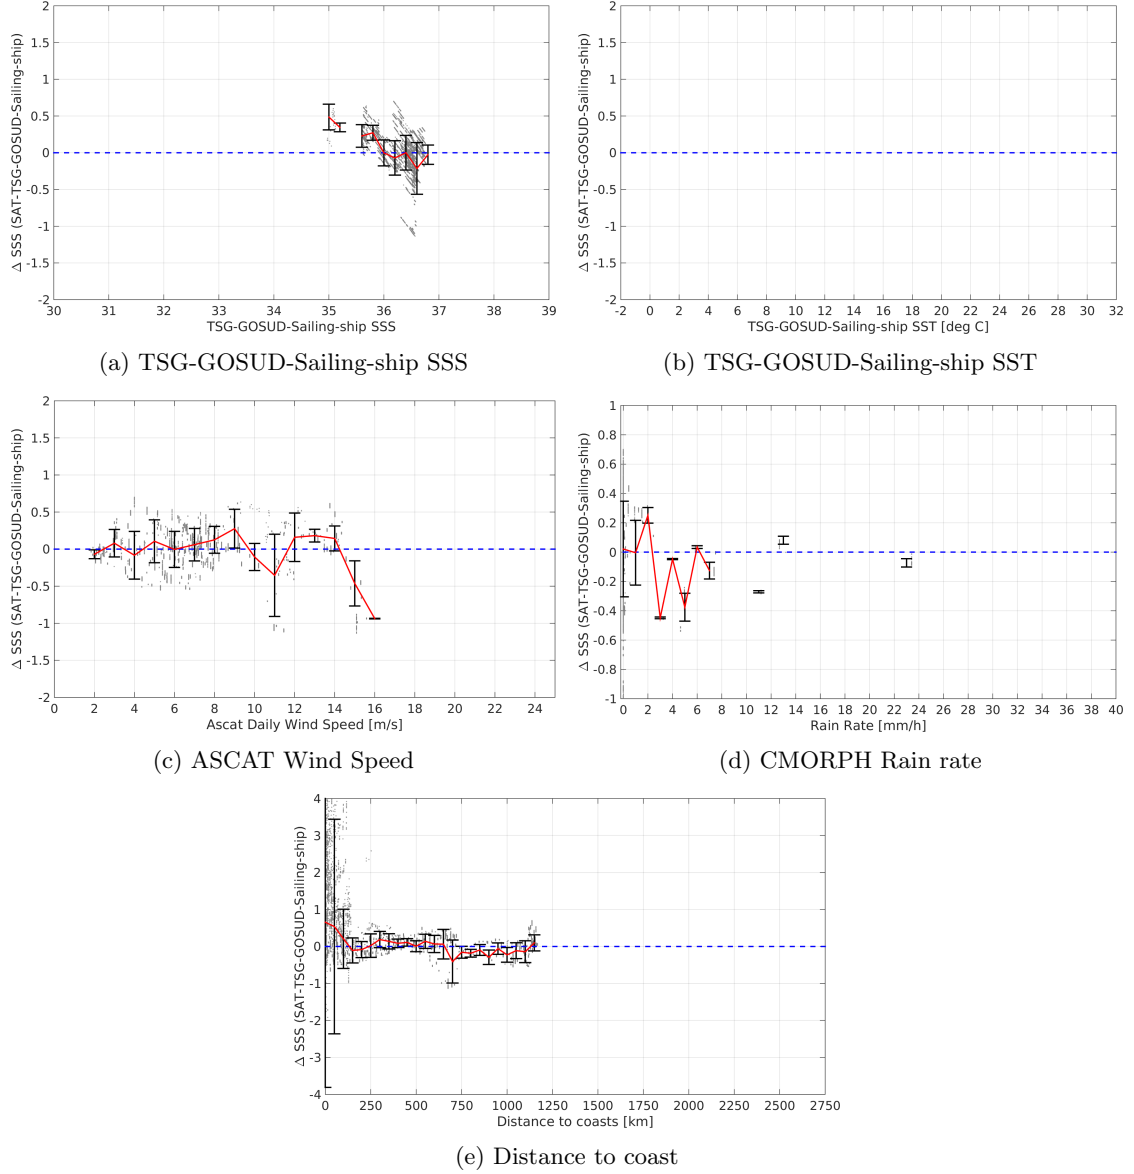 2
1.5
1
0.5
0
-0.5
-1
-1.5
-2
Δ SSS (SAT-TSG-GOSUD-Sailing-ship)
30 31 32 33 34 35 36 37 38 39
TSG-GOSUD-Sailing-ship SSS
(a) TSG-GOSUD-Sailing-ship SSS
2
1.5
1
0.5
0
-0.5
-1
-1.5
-2
Δ SSS (SAT-TSG-GOSUD-Sailing-ship)
-2 0 2 4 6 8 10 12 14 16 18 20 22 24 26 28 30 32
TSG-GOSUD-Sailing-ship SST [deg C]
(b) TSG-GOSUD-Sailing-ship SST
2
1.5
1
0.5
0
-0.5
-1
-1.5
-2
Δ SSS (SAT-TSG-GOSUD-Sailing-ship)
0 2 4 6 8 10 12 14 16 18 20 22 24
Ascat Daily Wind Speed [m/s]
(c) ASCAT Wind Speed
1
0.8
0.6
0.4
0.2
0
-0.2
-0.4
-0.6
-0.8
-1
Δ SSS (SAT-TSG-GOSUD-Sailing-ship)
0 2 4 6 8 10 12 14 16 18 20 22 24 26 28 30 32 34 36 38 40
Rain Rate [mm/h]
(d) CMORPH Rain rate
4
3
2
1
0
-1
-2
-3
-4
Δ SSS (SAT-TSG-GOSUD-Sailing-ship)
0 250 500 750 1000 1250 1500 1750 2000 2250 2500 2750
Distance to coasts [km]
(e) Distance to coast